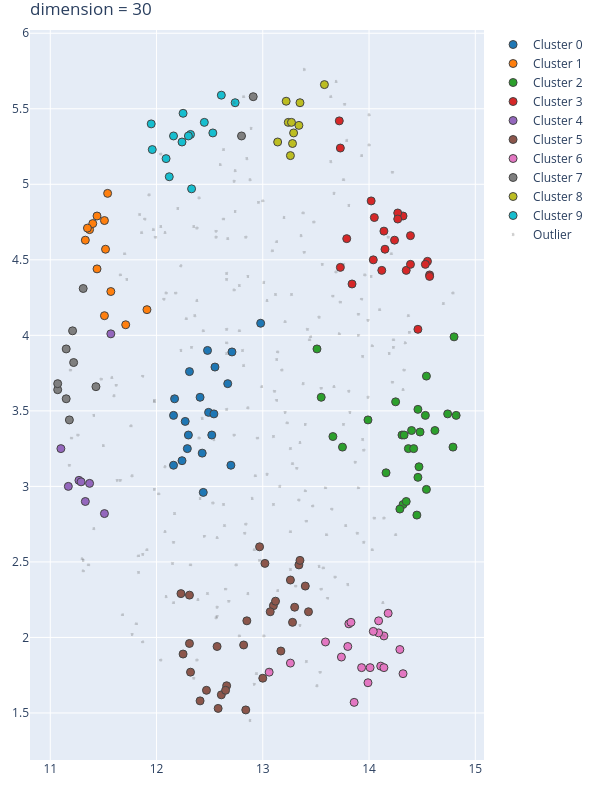 dimension = 30
6
5.5
5
4.5
4
3.5
3
2.5
2
1.5
11
12
13
14
15
Cluster 0
Cluster 1
Cluster 2
Cluster 3
Cluster 4
Cluster 5
Cluster 6
Cluster 7
Cluster 8
Cluster 9
Outlier